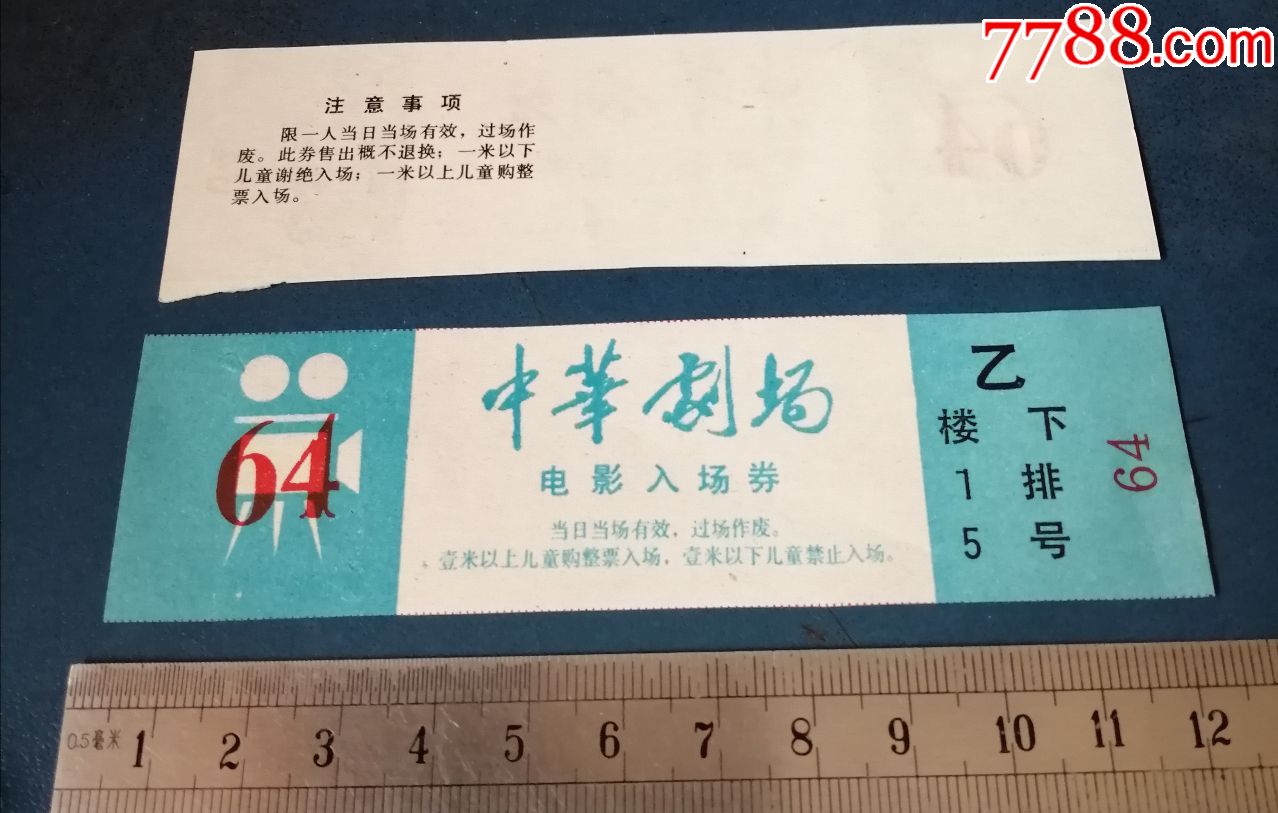 7788.com
注意事项
限一人当日当场有效，过场作
废。此券售出概不退换；一米以下
儿童谢绝入场；一米以上儿童购整
票入场。
64
64
中華劇场
电影入场券
当日当场有效，过场作废。
壹米以上儿童购整票入场，壹米以下儿童禁止入场。
乙
楼下
1排
5号
64
0.5毫米 1 2 3 4 5 6 7 8 9 10 11 12